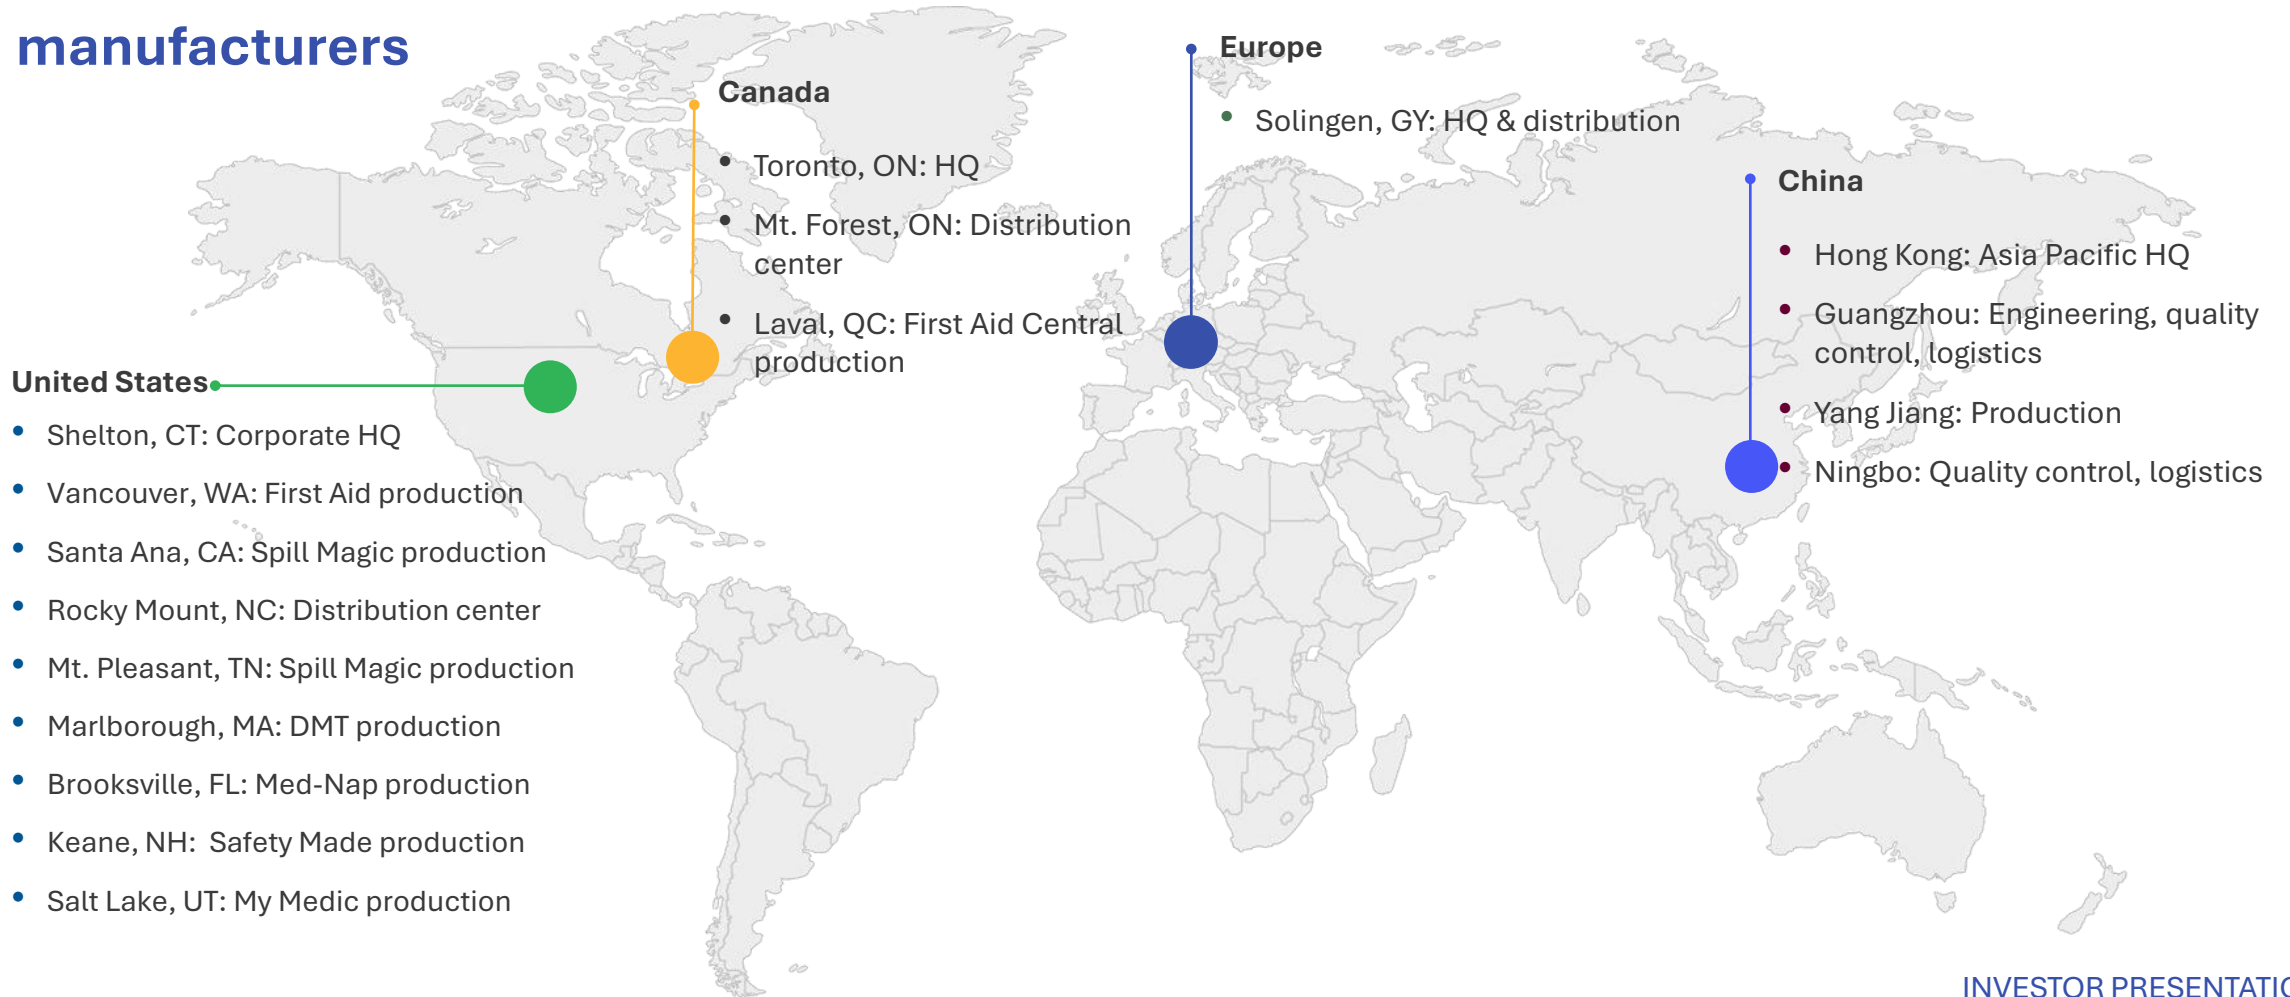 manufacturers
Canada
• Toronto, ON: HQ
• Mt. Forest, ON: Distribution
center
• Laval, QC: First Aid Central
production
Europe
• Solingen, GY: HQ & distribution
China
• Hong Kong: Asia Pacific HQ
• Guangzhou: Engineering, quality
control, logistics
• Yang Jiang: Production
• Ningbo: Quality control, logistics
United States
• Shelton, CT: Corporate HQ
• Vancouver, WA: First Aid production
• Santa Ana, CA: Spill Magic production
• Rocky Mount, NC: Distribution center
• Mt. Pleasant, TN: Spill Magic production
• Marlborough, MA: DMT production
• Brooksville, FL: Med-Nap production
• Keane, NH:  Safety Made production
• Salt Lake, UT: My Medic production
INVESTOR PRESENTATIO